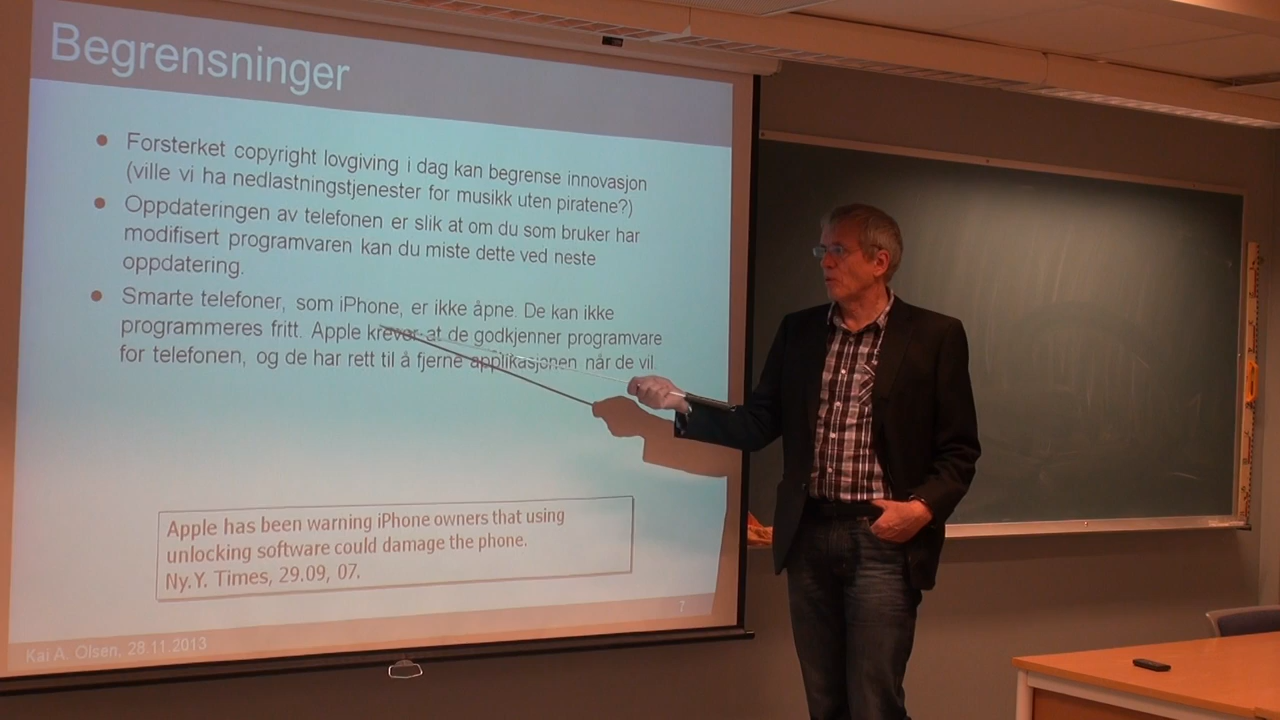 Begrensninger
Forsterket copyright lovgiving i dag kan begrense innovasjon
(ville vi ha nedlastningstjenester for musikk uten piratene?)
Oppdateringen av telefonen er slik at om du som bruker har
modifisert programvaren kan du miste dette ved neste
oppdatering.
Smarte telefoner, som iPhone, er ikke åpne. De kan ikke
programmeres fritt. Apple krever at de godkjenner programvare
for telefonen, og de har rett til å fjerne applikasjonen når de vil.
Apple has been warning iPhone owners that using
unlocking software could damage the phone.
Ny.Y. Times, 29.09, 07.
7
Kai A. Olsen, 28.11.2013